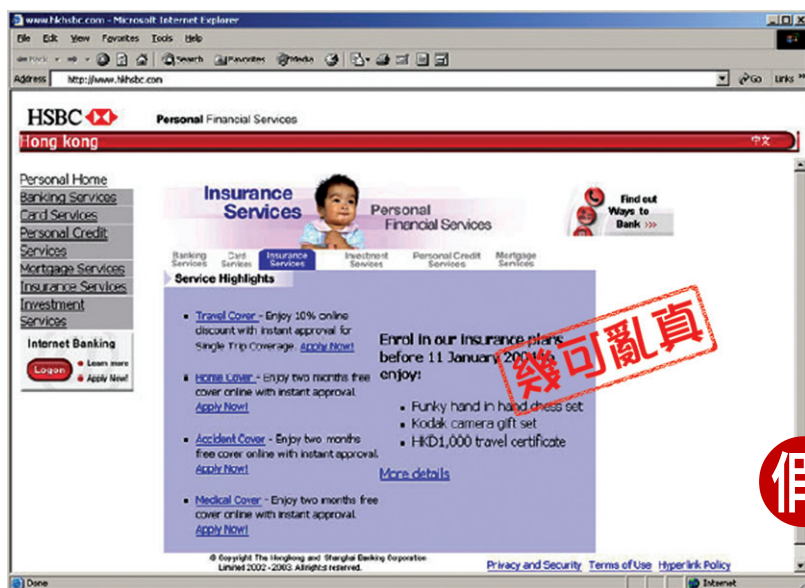 www.hkhsbc.com - Microsoft Internet Explorer
File Edit View Favorites Tools Help
Back Search Favorites Media
Address http://www.hkhsbc.com Go Links »
HSBC Personal Financial Services
Hong kong 中文
Personal Home
Banking Services
Card Services
Personal Credit
Services
Mortgage Services
Insurance Services
Investment
Services
Internet Banking
Logon
Learn more
Apply Now!
Insurance
Services
Personal
Financial Services
Find out
Ways to
Bank >>>
Banking Services
Card Services
Insurance Services
Investment Services
Personal Credit Services
Mortgage Services
Service Highlights
• Travel Cover - Enjoy 10% online
discount with instant approval for
Single Trip Coverage. Apply Now!
• Home Cover - Enjoy two months free
cover online with instant approval.
Apply Now!
• Accident Cover - Enjoy two months
free cover online with instant approval.
Apply Now!
• Medical Cover - Enjoy two months free
cover online with instant approval.
Apply Now!
Enrol in our insurance plans
before 11 January
enjoy:
• Funky hand in hand chess set
• Kodak camera gift set
• HKD1,000 travel certificate
More details
幾可亂真
假
© Copyright The Hongkong and Shanghai Banking Corporation
Limited 2002 - 2003. All rights reserved.
Privacy and Security Terms of Use Hyperlink Policy
Done Internet